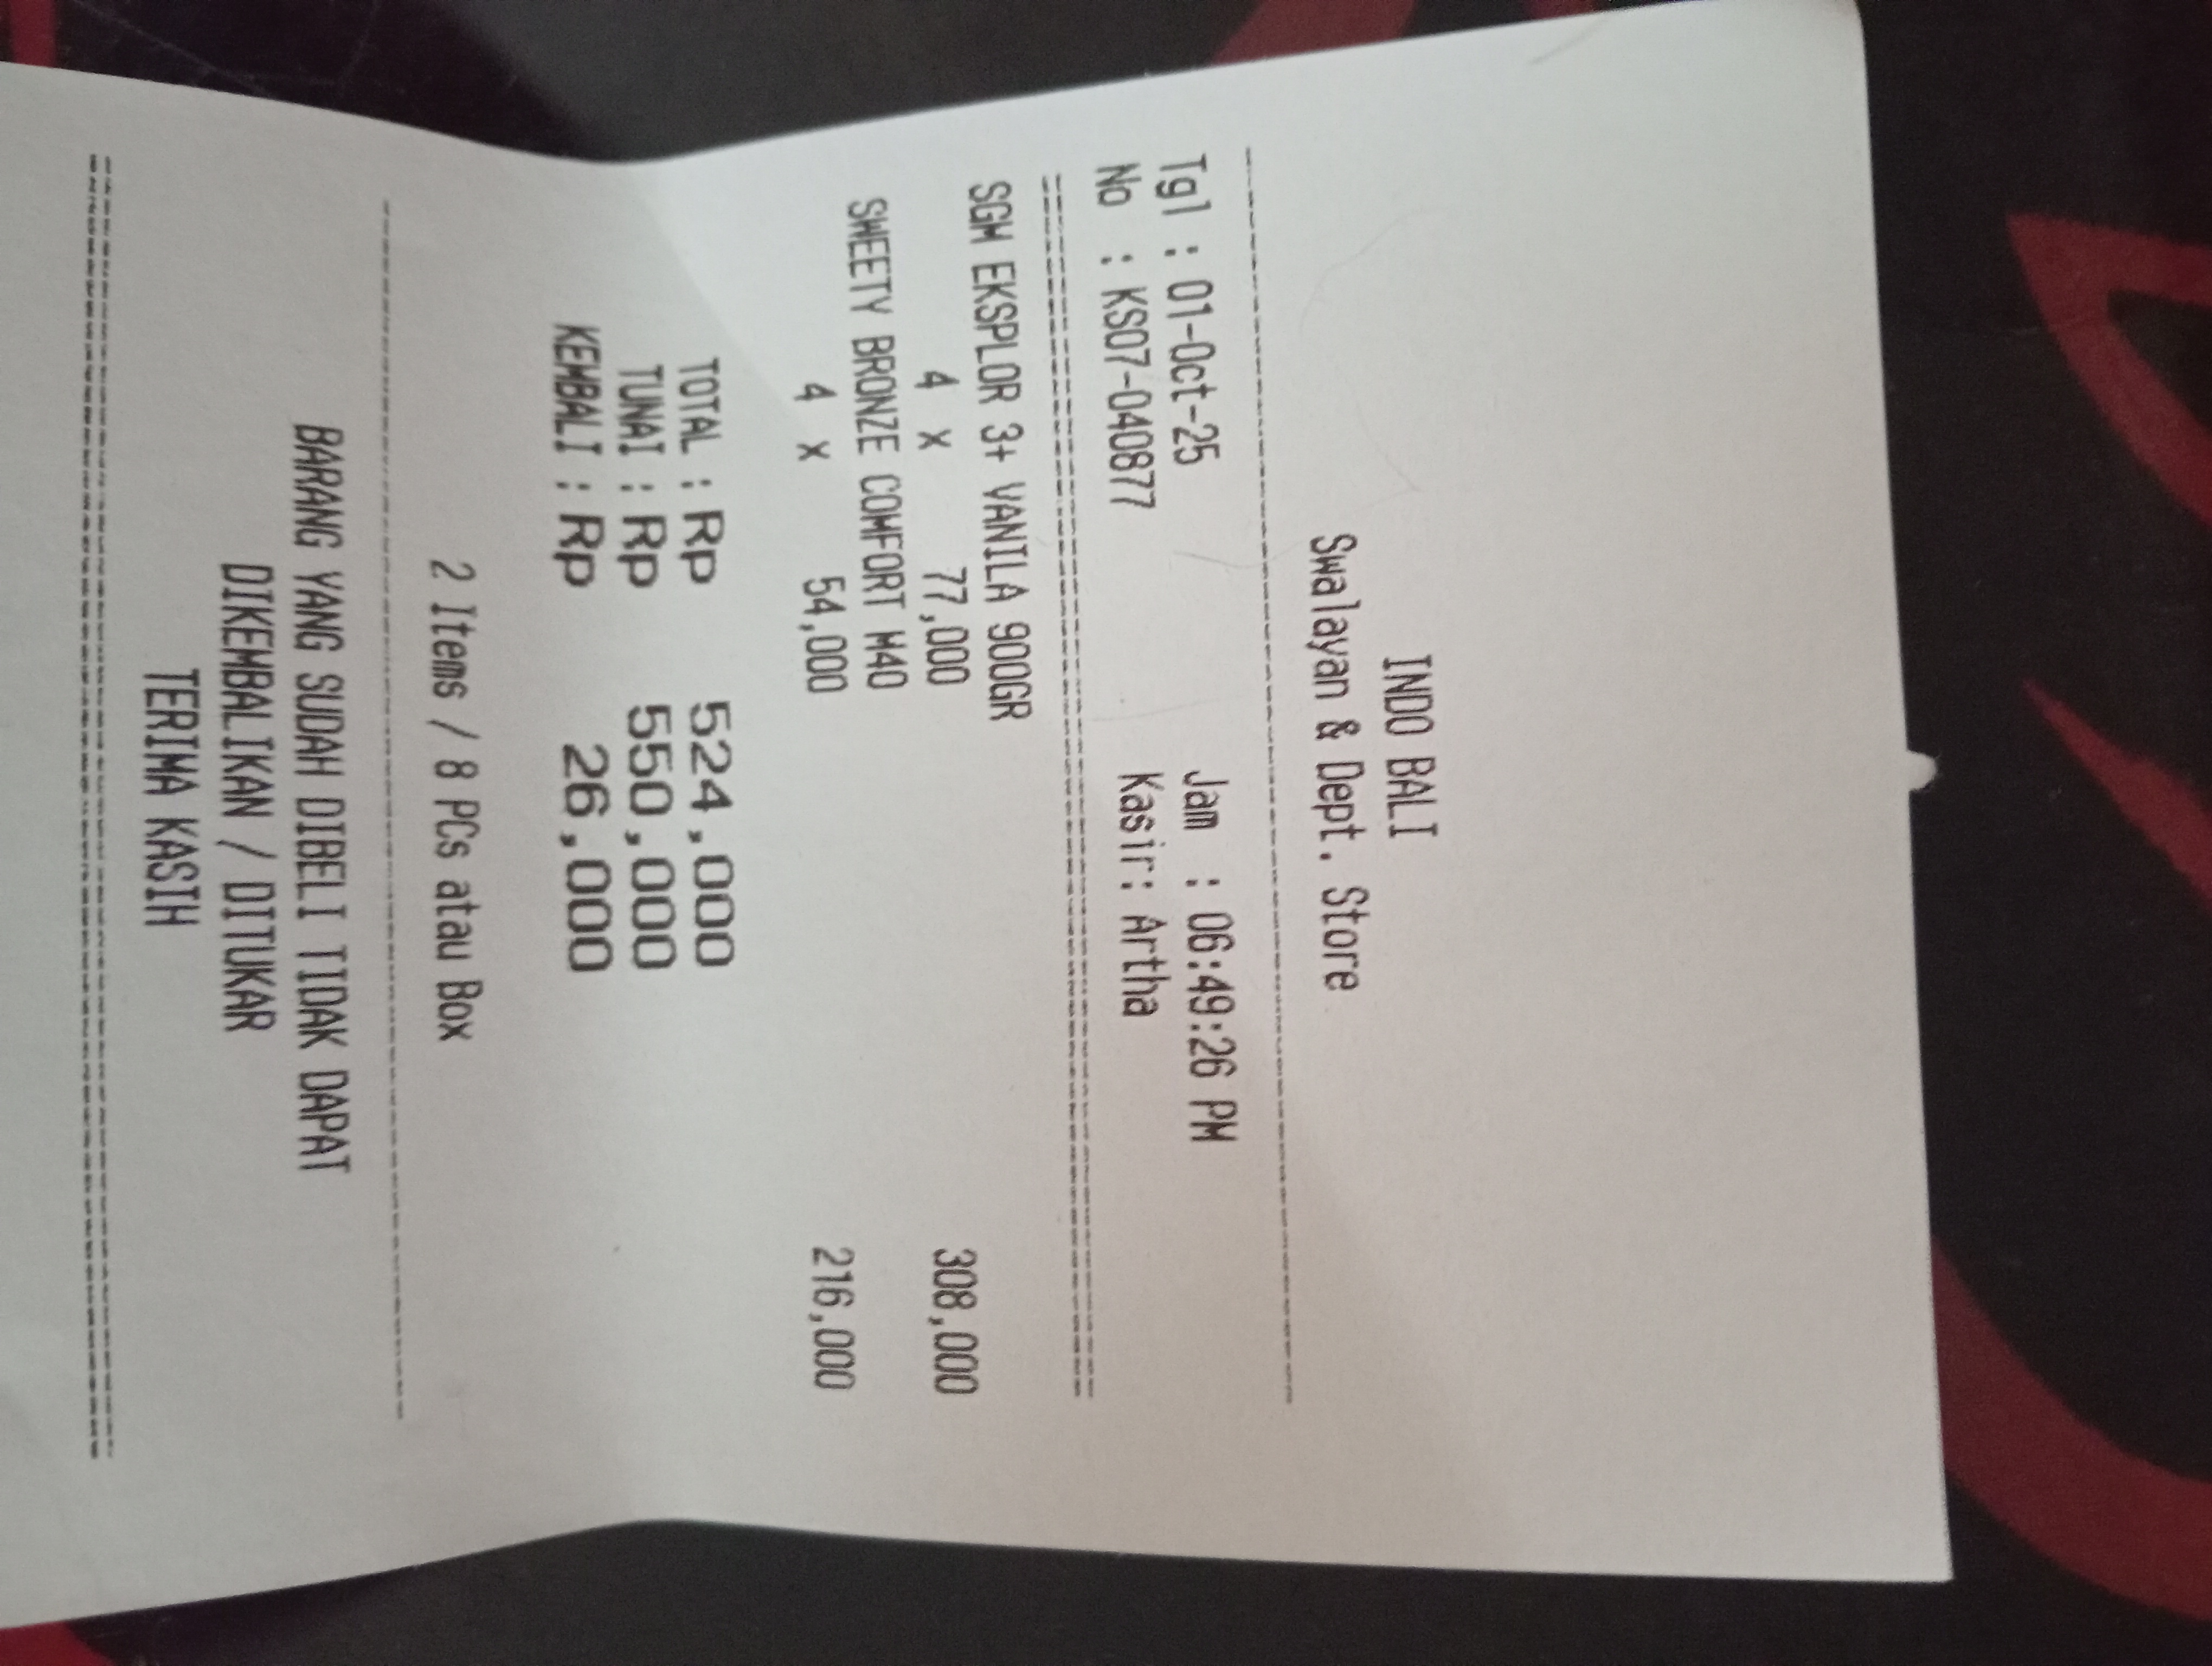 INDO BALI
Swalayan & Dept. Store
Tgl : 01-Oct-25 Jam : 06:49:26 PM
No : KS07-040877 Kasir: Artha
SGM EKSPLOR 3+ VANILA 900GR
4 x 77,000 308,000
SWEETY BRONZE COMFORT M40
4 x 54,000 216,000
TOTAL : Rp 524,000
TUNAI : Rp 550,000
KEMBALI : Rp 26,000
2 Items / 8 PCs atau Box
BARANG YANG SUDAH DIBELI TIDAK DAPAT
DIKEMBALIKAN / DITUKAR
TERIMA KASIH